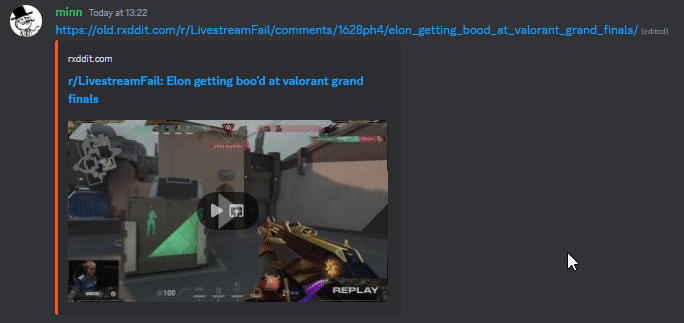 minn Today at 13:22
https://old.rxddit.com/r/LivestreamFail/comments/1628ph4/elon_getting_bood_at_valorant_grand_finals/ (edited)
rxddit.com
r/LivestreamFail: Elon getting boo'd at valorant grand
finals
100
21
REPLAY